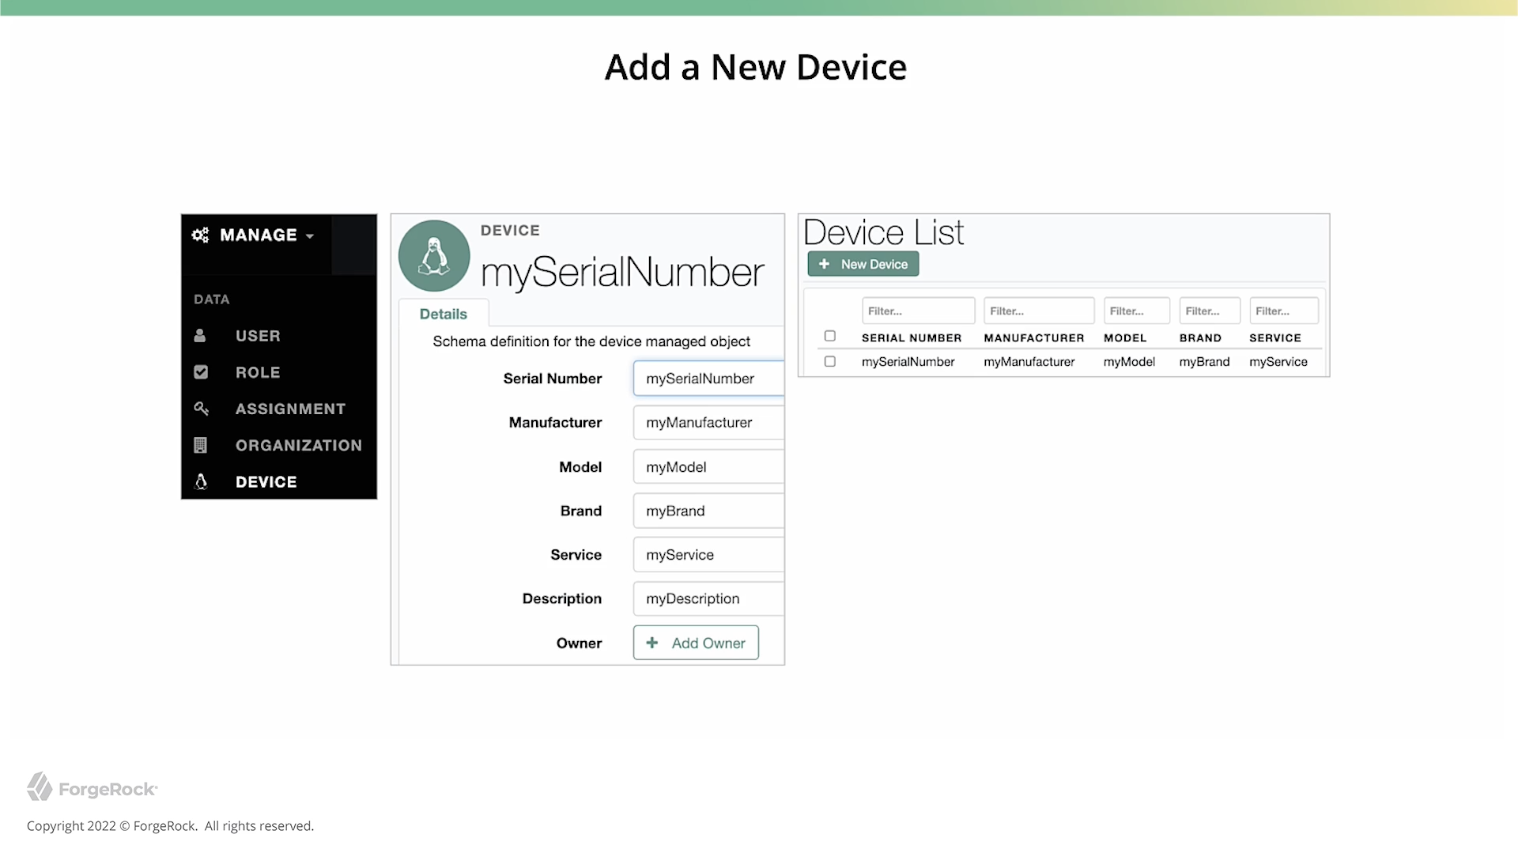 Add a New Device
MANAGE
DATA
USER
ROLE
ASSIGNMENT
ORGANIZATION
DEVICE
DEVICE
mySerialNumber
Details
Schema definition for the device managed object
Serial Number mySerialNumber
Manufacturer myManufacturer
Model myModel
Brand myBrand
Service myService
Description myDescription
Owner + Add Owner
Device List
+ New Device
Filter... Filter... Filter... Filter... Filter...
SERIAL NUMBER MANUFACTURER MODEL BRAND SERVICE
mySerialNumber myManufacturer myModel myBrand myService
ForgeRock
Copyright 2022 © ForgeRock. All rights reserved.